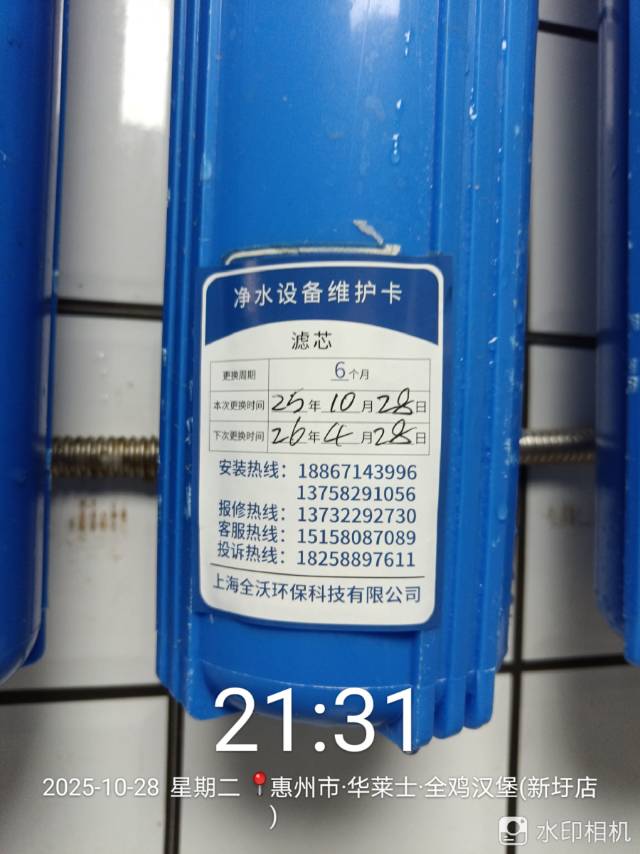 净水设备维护卡
滤芯
更换周期 6个月
本次更换时间 25年10月28日
下次更换时间 26年4月28日
安装热线：18867143996
13758291056
报修热线：13732292730
客服热线：15158087089
投诉热线：18258897611
上海全沃环保科技有限公司
21:31
2025-10-28 星期二 📍惠州市·华莱士·全鸡汉堡(新圩店
)
水印相机